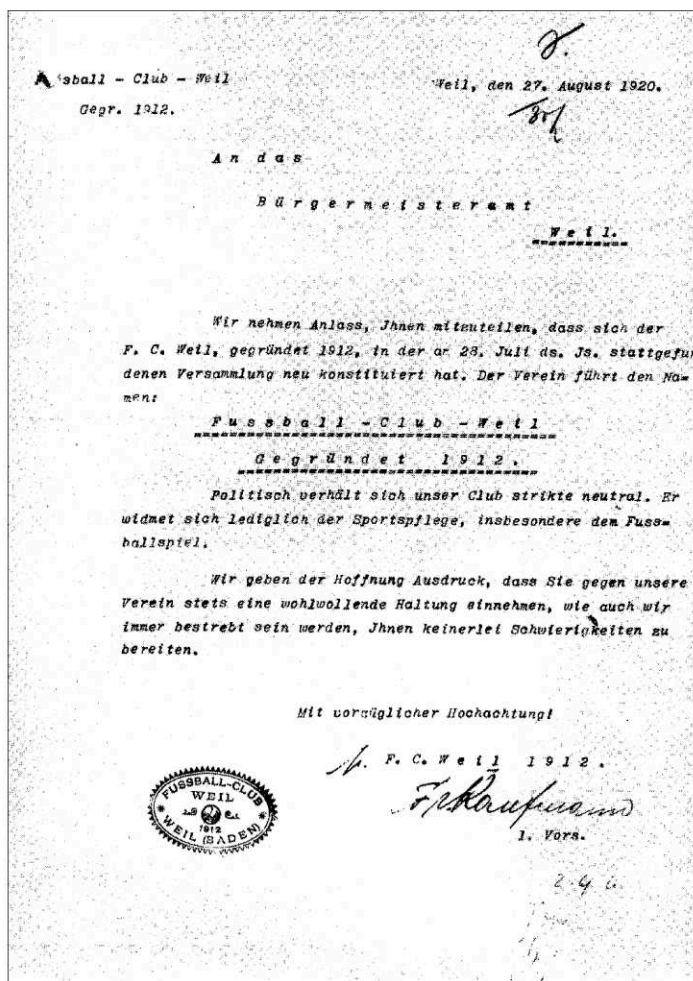 ssball - Club - Weil
Weil, den 27. August 1920.
Gegr. 1912.
An das
Bürgermeisteramt
Weil.
Wir nehmen Anlass, Jhnen mitzuteilen, dass sich der
F. C. Weil, gegründet 1912, in der am 28. Juli ds. Js. stattgefun
denen Versammlung neu konstituiert hat. Der Verein führt den Na=
men:
Fussball - Club - Weil
Gegründet 1912.
Politisch verhält sich unser Club strikte neutral. Er
widmet sich lediglich der Sportspflege, insbesondere dem Fuss=
ballspiel.
Wir geben der Hoffnung Ausdruck, dass Sie gegen unsere
Verein stets eine wohlwollende Haltung einnehmen, wie auch wir
immer bestrebt sein werden, Jhnen keinerlei Schwierigkeiten zu
bereiten.
Mit vorzüglicher Hochachtung!
F. C. Weil 1912.
Fr Kaufmann
1. Vors.
FUSSBALL-CLUB
WEIL
1912
WEIL (BADEN)